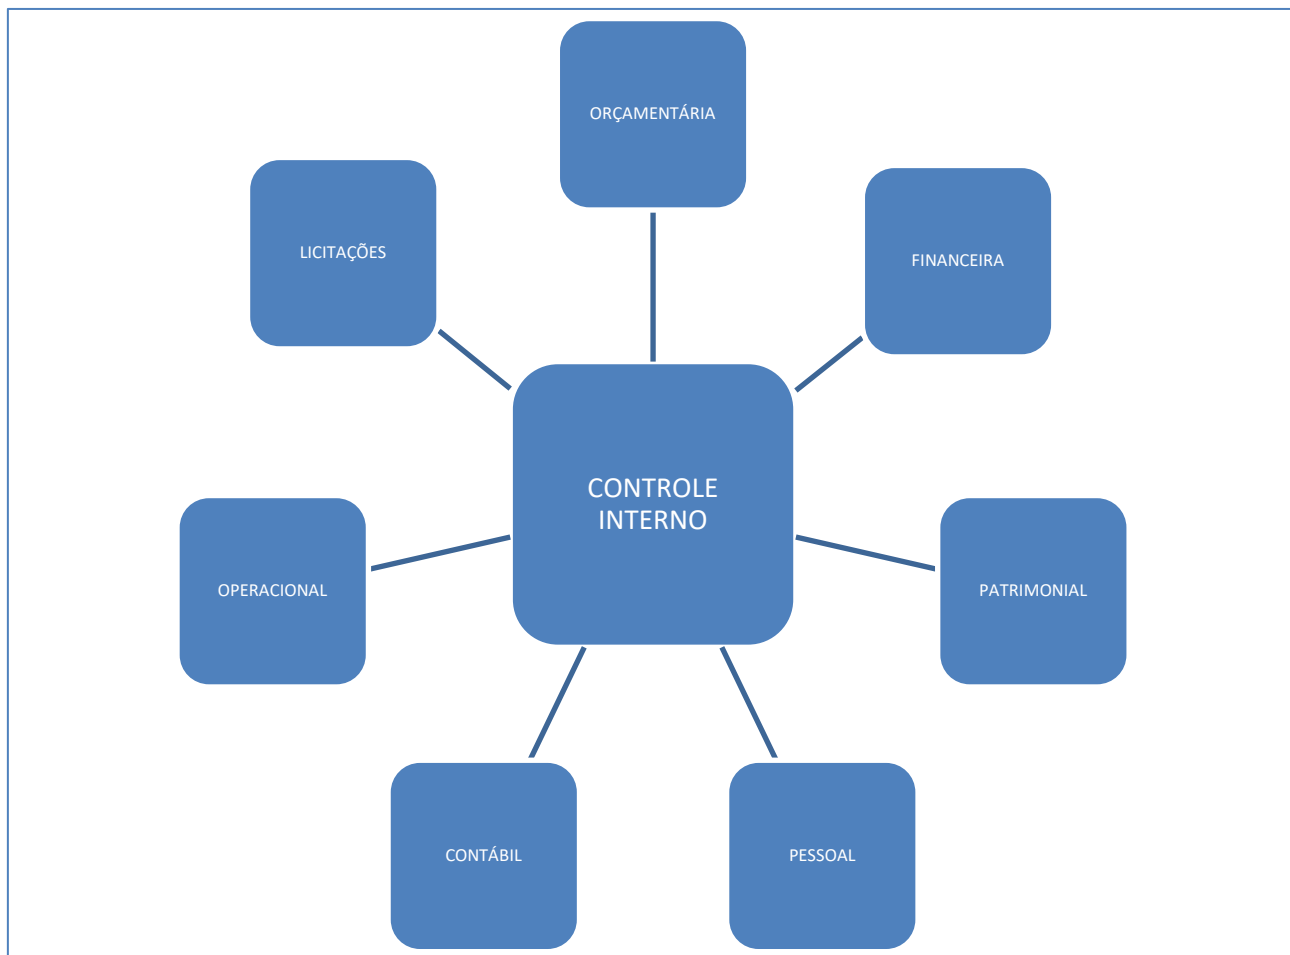 ORÇAMENTÁRIA
LICITAÇÕES
FINANCEIRA
CONTROLE
INTERNO
OPERACIONAL
PATRIMONIAL
CONTÁBIL
PESSOAL